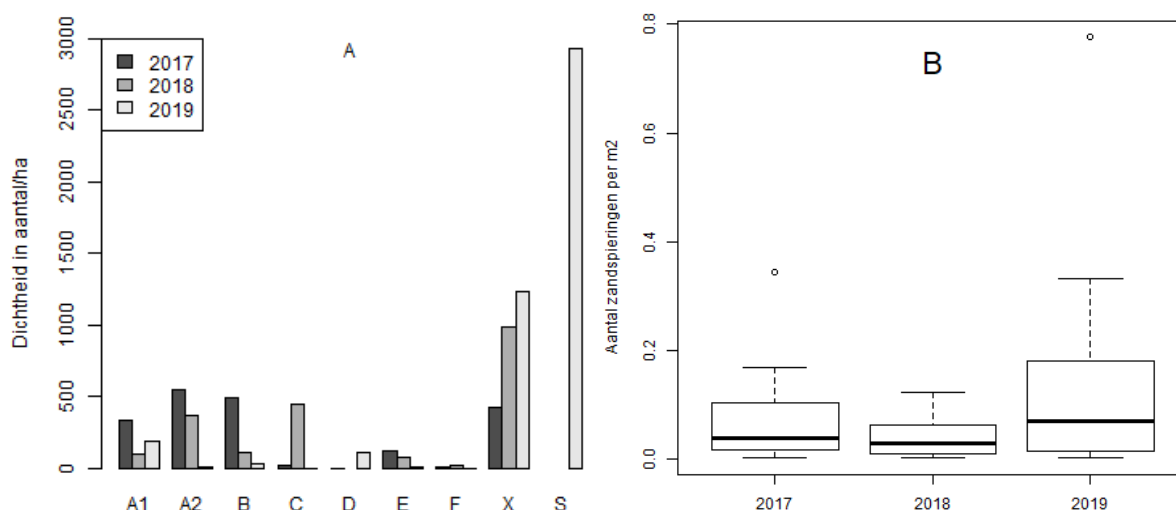 A
2017
2018
2019
Dichtheid in aantal/ha
3000
2500
2000
1500
1000
500
0
A1 A2 B C D E F X S
B
Aantal zandspieringen per m2
0.8
0.6
0.4
0.2
0.0
2017 2018 2019